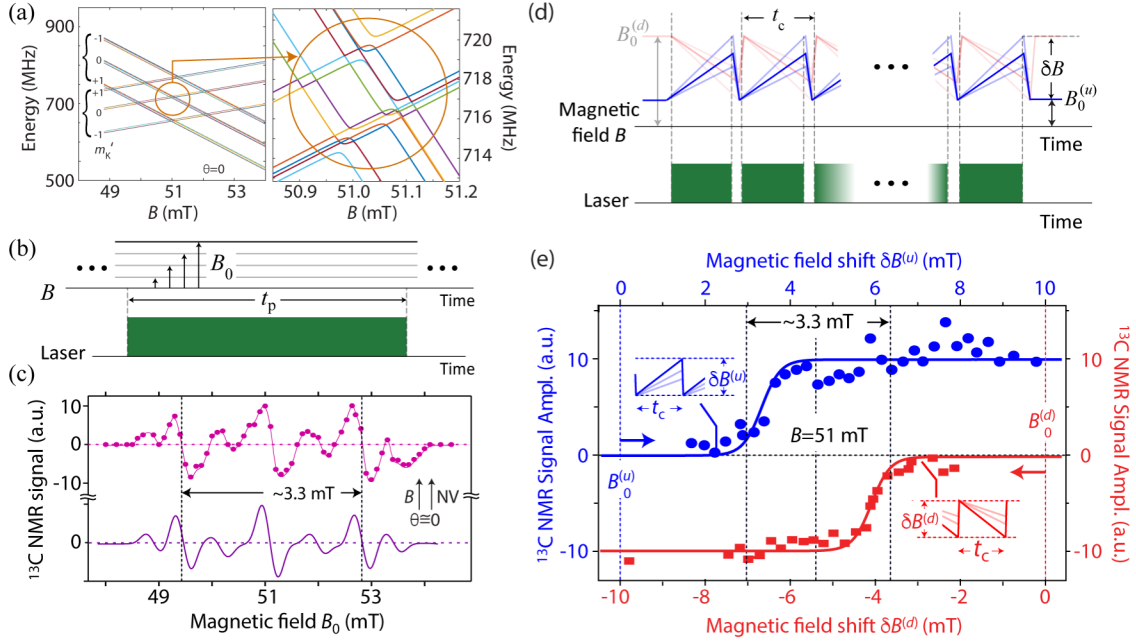 (a)
950
850
750
650
500
Energy (MHz)
-1
0
+1
+1
0
-1
m_K'
θ=0
49
51
53
B (mT)
720
718
716
714
Energy (MHz)
50.9
51.0
51.1
51.2
B (mT)
(b)
B_0
B
Time
t_p
Laser
Time
(c)
¹³C NMR signal (a.u.)
10
0
-10
~3.3 mT
B
NV
θ≅0
0
49
51
53
Magnetic field B_0 (mT)
(d)
t_c
B_0^(d)
δB
B_0^(u)
Magnetic
field B
Time
Laser
Time
(e)
Magnetic field shift δB^(u) (mT)
0
2
4
6
8
10
~3.3 mT
¹³C NMR Signal Ampl. (a.u.)
10
0
-10
δB^(u)
t_c
B=51 mT
B_0^(u)
B_0^(d)
δB^(d)
t_c
10
0
-10
¹³C NMR Signal Ampl. (a.u.)
-10
-8
-6
-4
-2
0
Magnetic field shift δB^(d) (mT)